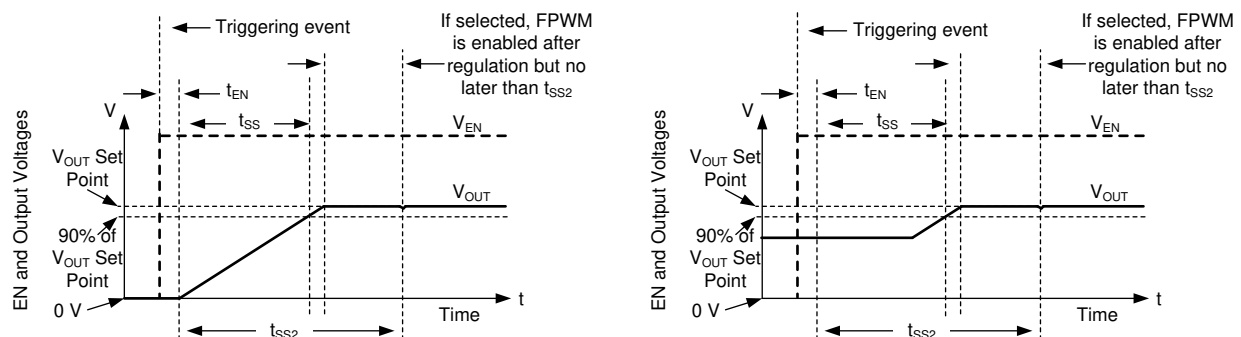 Triggering event
If selected, FPWM
is enabled after
regulation but no
later than tSS2
tEN
V
tSS
VEN
EN and Output Voltages
VOUT Set
Point
VOUT
90% of
VOUT Set
Point
0 V
t
Time
tSS2
Triggering event
If selected, FPWM
is enabled after
regulation but no
later than tSS2
tEN
V
tSS
VEN
EN and Output Voltages
VOUT Set
Point
VOUT
90% of
VOUT Set
Point
0 V
t
Time
tSS2